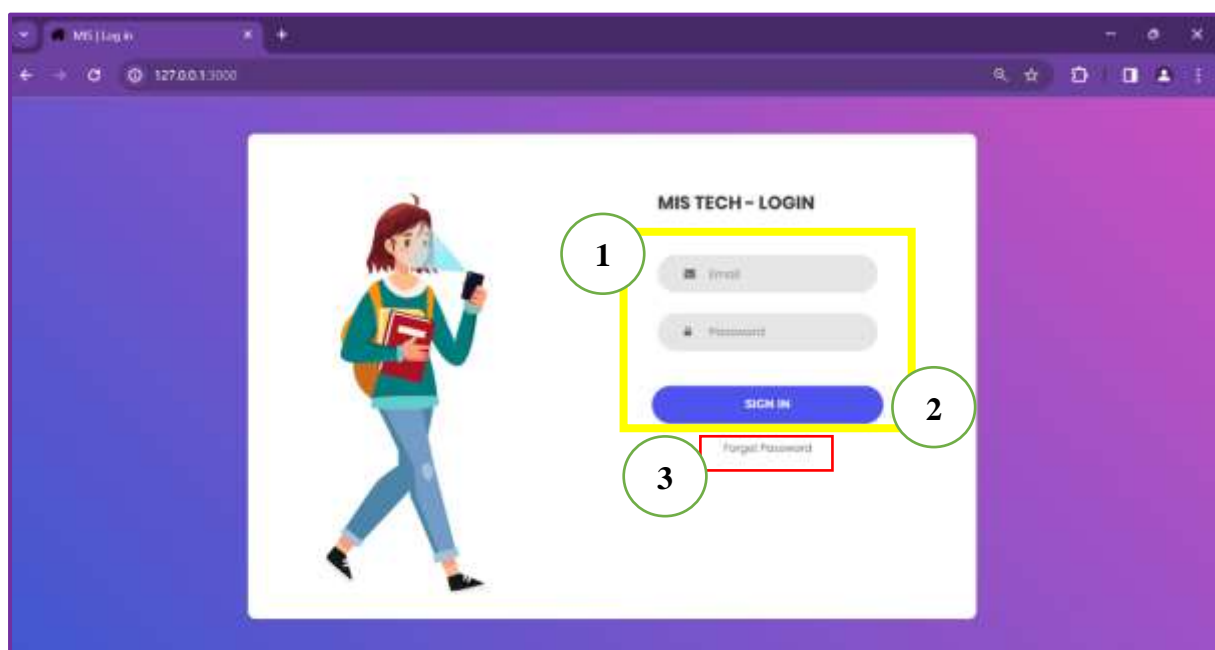 MIS | Log in
127.0.0.1:3000
MIS TECH - LOGIN
1
Email
Password
SIGN IN
2
Forgot Password
3